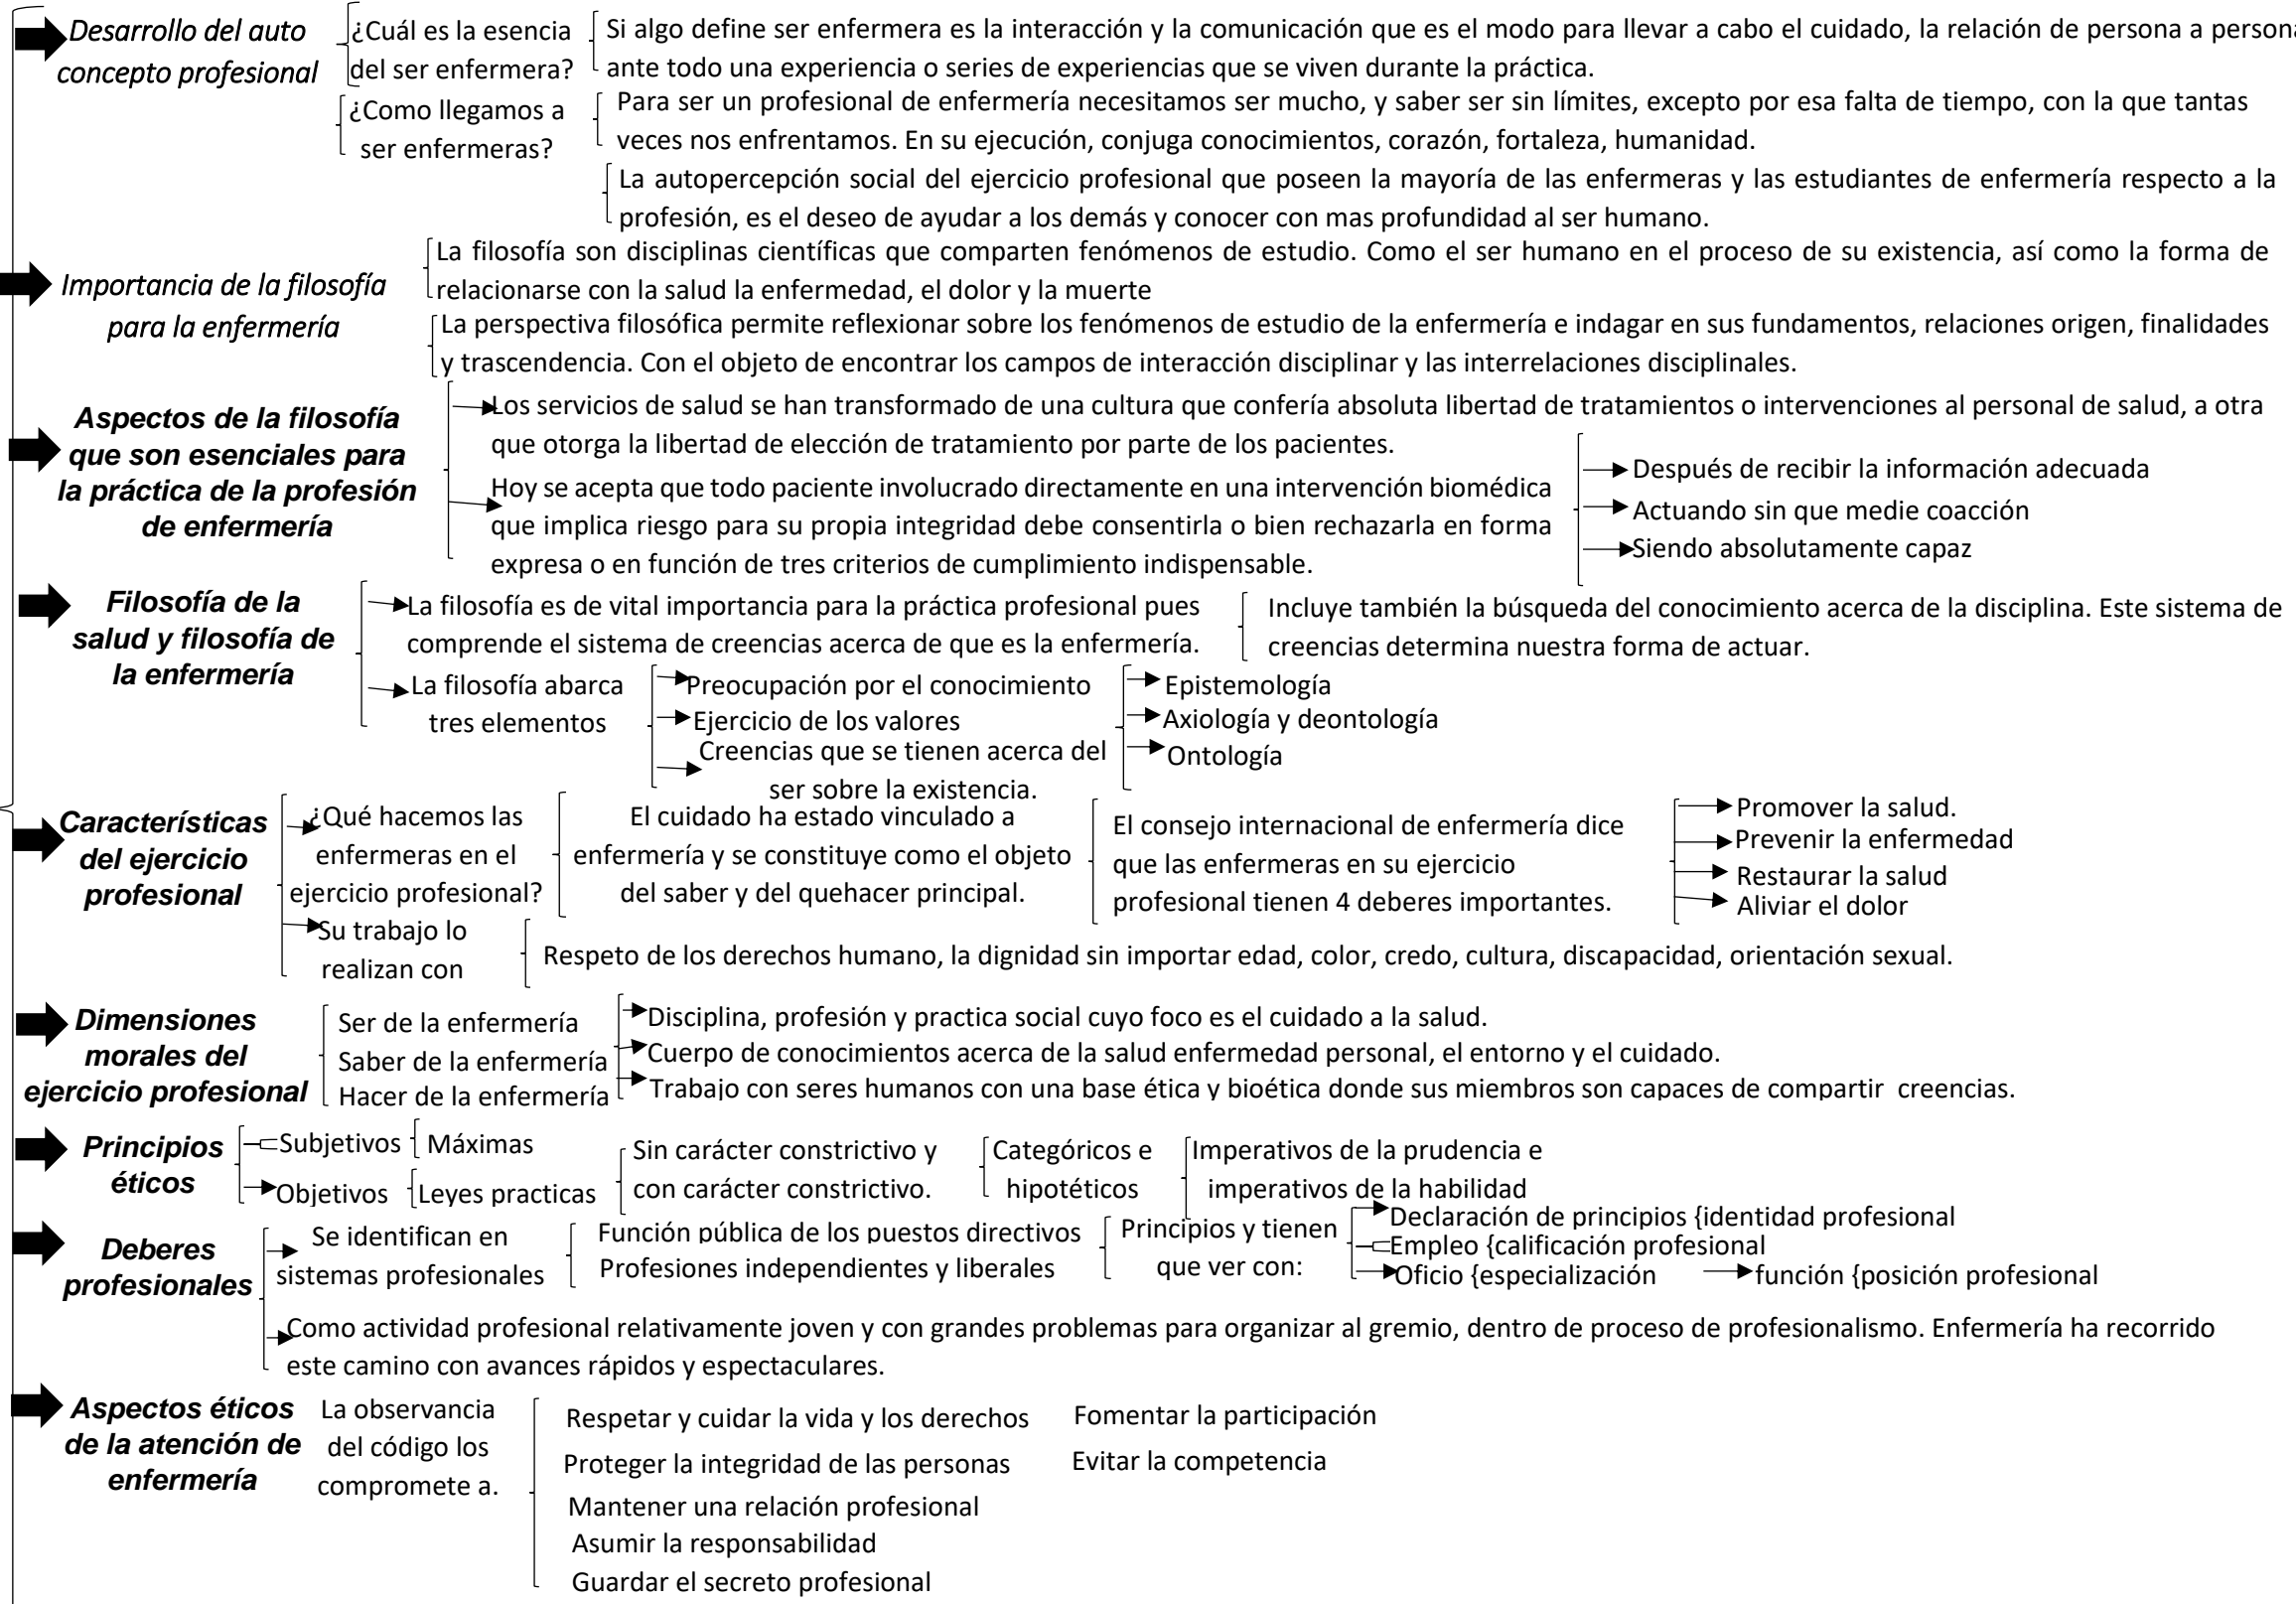 Desarrollo del auto
concepto profesional
¿Cuál es la esencia
del ser enfermera?
Si algo define ser enfermera es la interacción y la comunicación que es el modo para llevar a cabo el cuidado, la relación de persona a persona
ante todo una experiencia o series de experiencias que se viven durante la práctica.
¿Como llegamos a
ser enfermeras?
Para ser un profesional de enfermería necesitamos ser mucho, y saber ser sin límites, excepto por esa falta de tiempo, con la que tantas
veces nos enfrentamos. En su ejecución, conjuga conocimientos, corazón, fortaleza, humanidad.
La autopercepción social del ejercicio profesional que poseen la mayoría de las enfermeras y las estudiantes de enfermería respecto a la
profesión, es el deseo de ayudar a los demás y conocer con mas profundidad al ser humano.
Importancia de la filosofía
para la enfermería
La filosofía son disciplinas científicas que comparten fenómenos de estudio. Como el ser humano en el proceso de su existencia, así como la forma de
relacionarse con la salud la enfermedad, el dolor y la muerte
La perspectiva filosófica permite reflexionar sobre los fenómenos de estudio de la enfermería e indagar en sus fundamentos, relaciones origen, finalidades
y trascendencia. Con el objeto de encontrar los campos de interacción disciplinar y las interrelaciones disciplinales.
Aspectos de la filosofía
que son esenciales para
la práctica de la profesión
de enfermería
Los servicios de salud se han transformado de una cultura que confería absoluta libertad de tratamientos o intervenciones al personal de salud, a otra
que otorga la libertad de elección de tratamiento por parte de los pacientes.
Hoy se acepta que todo paciente involucrado directamente en una intervención biomédica
que implica riesgo para su propia integridad debe consentirla o bien rechazarla en forma
expresa o en función de tres criterios de cumplimiento indispensable.
Después de recibir la información adecuada
Actuando sin que medie coacción
Siendo absolutamente capaz
Filosofía de la
salud y filosofía de
la enfermería
La filosofía es de vital importancia para la práctica profesional pues
comprende el sistema de creencias acerca de que es la enfermería.
Incluye también la búsqueda del conocimiento acerca de la disciplina. Este sistema de
creencias determina nuestra forma de actuar.
La filosofía abarca
tres elementos
Preocupación por el conocimiento
Ejercicio de los valores
Creencias que se tienen acerca del
ser sobre la existencia.
Epistemología
Axiología y deontología
Ontología
Características
del ejercicio
profesional
¿Qué hacemos las
enfermeras en el
ejercicio profesional?
El cuidado ha estado vinculado a
enfermería y se constituye como el objeto
del saber y del quehacer principal.
El consejo internacional de enfermería dice
que las enfermeras en su ejercicio
profesional tienen 4 deberes importantes.
Promover la salud.
Prevenir la enfermedad
Restaurar la salud
Aliviar el dolor
Su trabajo lo
realizan con
Respeto de los derechos humano, la dignidad sin importar edad, color, credo, cultura, discapacidad, orientación sexual.
Dimensiones
morales del
ejercicio profesional
Ser de la enfermería
Saber de la enfermería
Hacer de la enfermería
Disciplina, profesión y practica social cuyo foco es el cuidado a la salud.
Cuerpo de conocimientos acerca de la salud enfermedad personal, el entorno y el cuidado.
Trabajo con seres humanos con una base ética y bioética donde sus miembros son capaces de compartir creencias.
Principios
éticos
Subjetivos
Máximas
Objetivos
Leyes practicas
Sin carácter constrictivo y
con carácter constrictivo.
Categóricos e
hipotéticos
Imperativos de la prudencia e
imperativos de la habilidad
Deberes
profesionales
Se identifican en
sistemas profesionales
Función pública de los puestos directivos
Profesiones independientes y liberales
Principios y tienen
que ver con:
Declaración de principios {identidad profesional
Empleo {calificación profesional
Oficio {especialización
función {posición profesional
Como actividad profesional relativamente joven y con grandes problemas para organizar al gremio, dentro de proceso de profesionalismo. Enfermería ha recorrido
este camino con avances rápidos y espectaculares.
Aspectos éticos
de la atención de
enfermería
La observancia
del código los
compromete a.
Respetar y cuidar la vida y los derechos
Proteger la integridad de las personas
Mantener una relación profesional
Asumir la responsabilidad
Guardar el secreto profesional
Fomentar la participación
Evitar la competencia